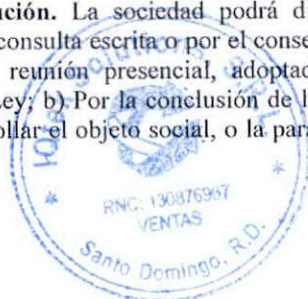 ución. La sociedad podrá d
consulta escrita o por el conse
reunión presencial, adoptac
Ley; b) Por la conclusión de l
ollar el objeto social, o la para
RNC: 130876967
VENTAS
Santo Domingo, R.D.